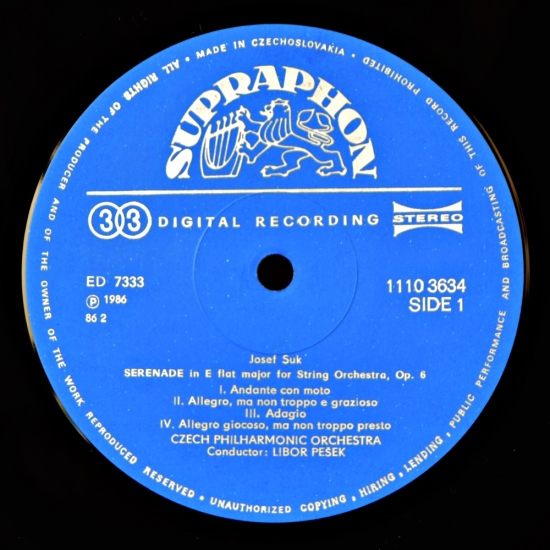 • MADE IN CZECHOSLOVAKIA •
ALL RIGHTS OF THE PRODUCER AND OF THE OWNER OF THE WORK REPRODUCED RESERVED • UNAUTHORIZED COPYING, HIRING, LENDING, PUBLIC PERFORMANCE AND BROADCASTING OF THIS RECORD PROHIBITED
SUPRAPHON
33 DIGITAL RECORDING STEREO
ED 7333
Ⓟ 1986
86 2
1110 3634
SIDE 1
Josef Suk
SERENADE in E flat major for String Orchestra, Op. 6
I. Andante con moto
II. Allegro, ma non troppo e grazioso
III. Adagio
IV. Allegro giocoso, ma non troppo presto
CZECH PHILHARMONIC ORCHESTRA
Conductor: LIBOR PEŠEK